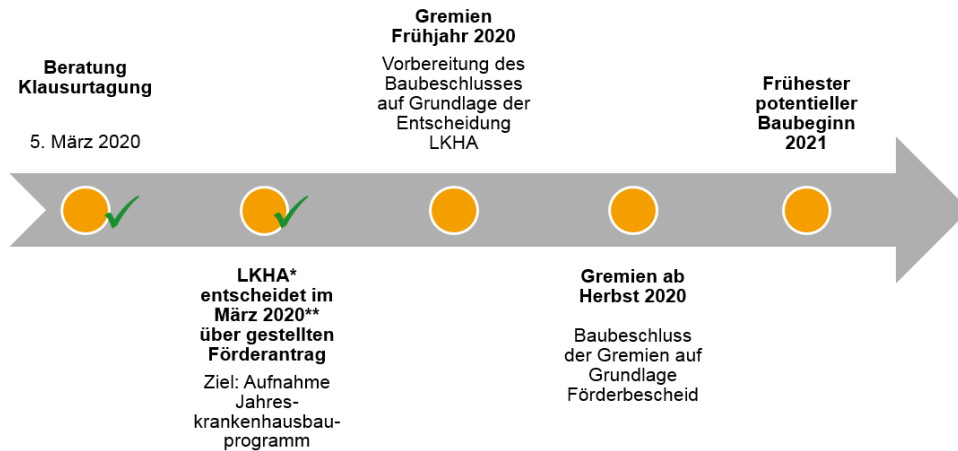 Beratung
Klausurtagung
5. März 2020
LKHA*
entscheidet im
März 2020**
über gestellten
Förderantrag
Ziel: Aufnahme
Jahres-
krankenhausbau-
programm
Gremien
Frühjahr 2020
Vorbereitung des
Baubeschlusses
auf Grundlage der
Entscheidung
LKHA
Gremien ab
Herbst 2020
Baubeschluss
der Gremien auf
Grundlage
Förderbescheid
Frühester
potentieller
Baubeginn
2021